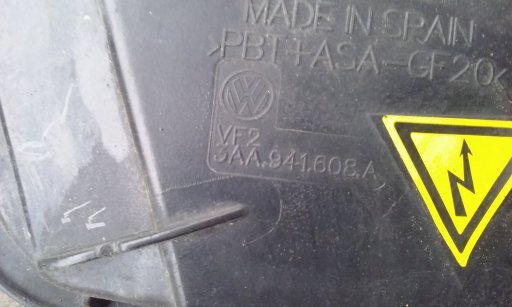 MADE IN SPAIN
>PBT+ASA-GF20<
VW
VF2
3AA.941.608.A